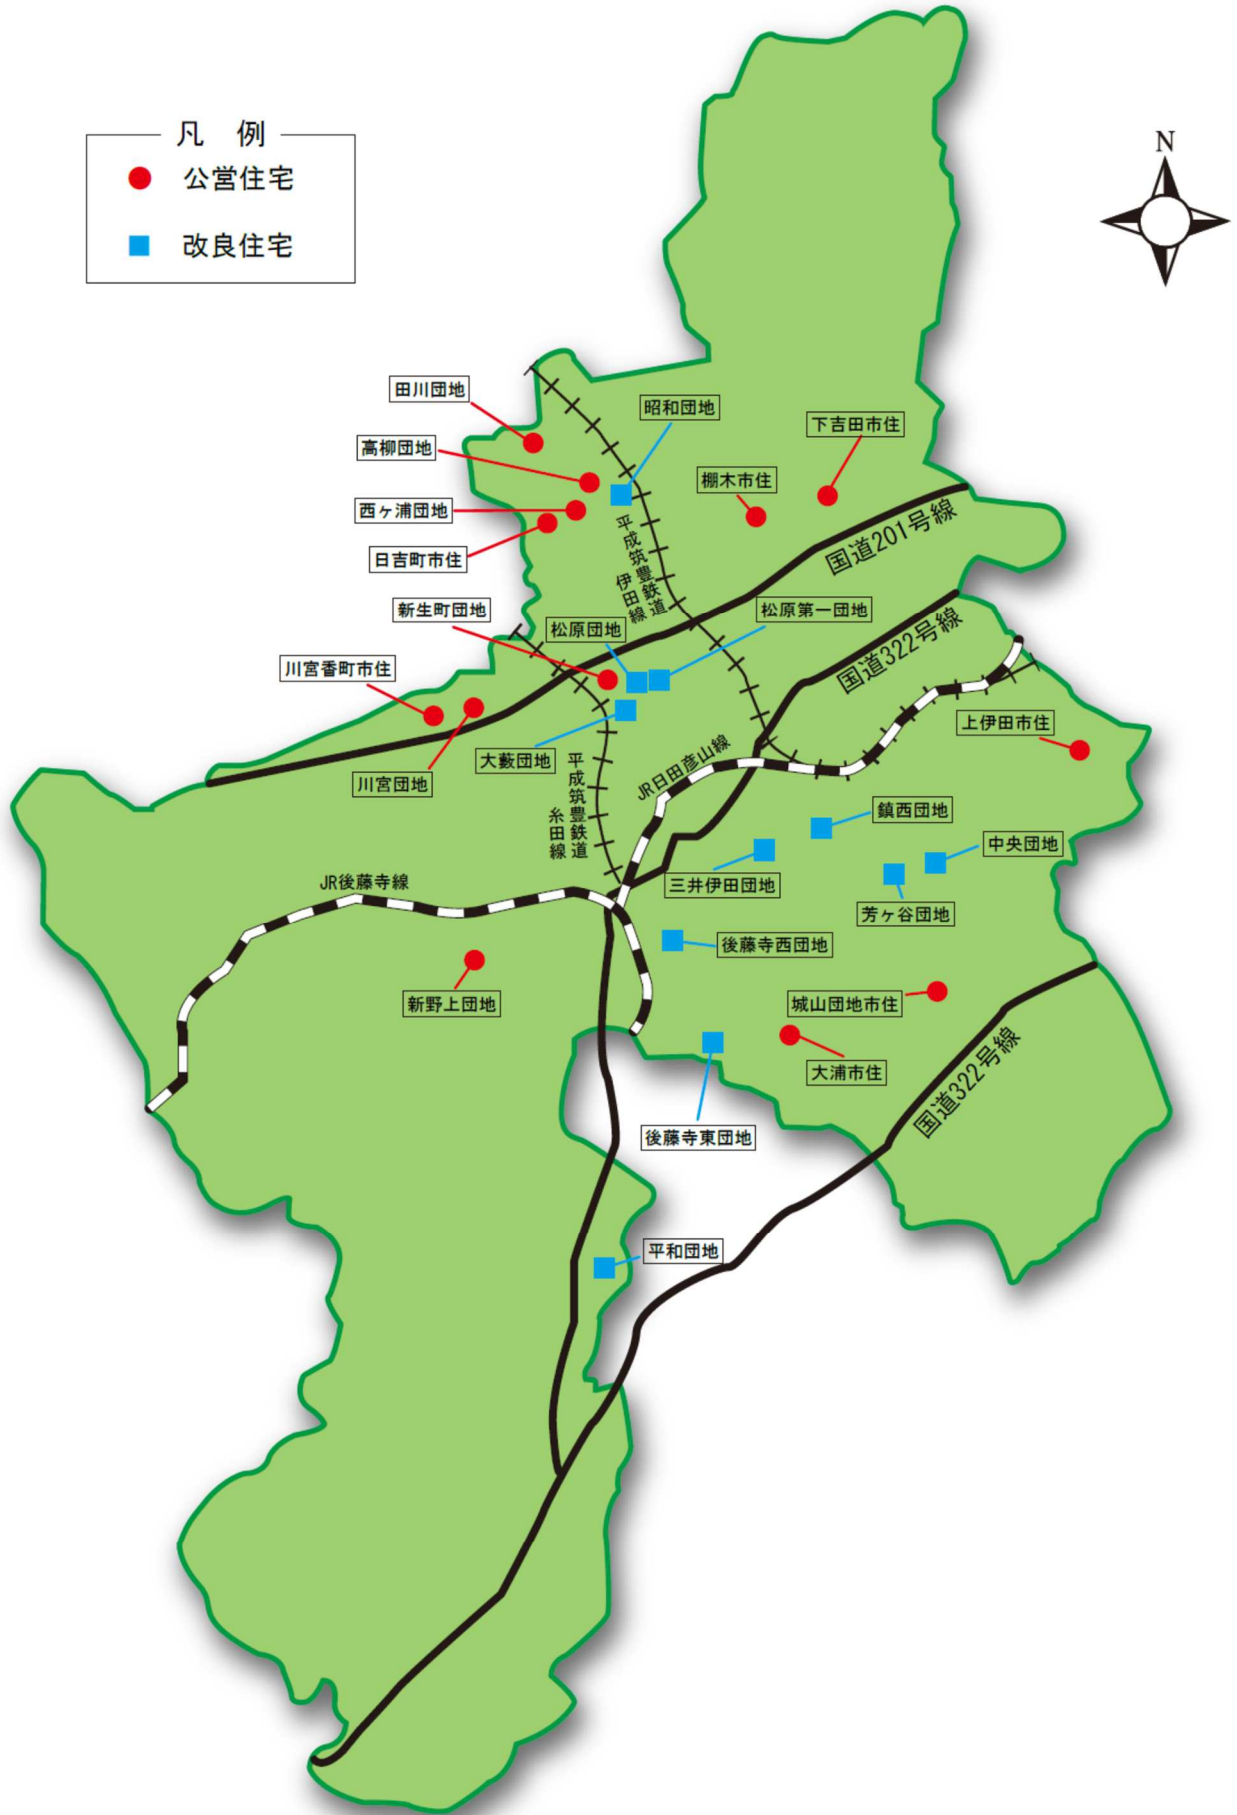 凡 例
公営住宅
改良住宅
N
田川団地
昭和団地
下吉田市住
高柳団地
棚木市住
西ヶ浦団地
日吉町市住
平成筑豊鉄道
伊田線
国道201号線
新生町団地
松原団地
松原第一団地
国道322号線
川宮香町市住
上伊田市住
大藪団地
川宮団地
平成筑豊鉄道
糸田線
JR日田彦山線
鎮西団地
中央団地
三井伊田団地
JR後藤寺線
芳ヶ谷団地
後藤寺西団地
新野上団地
城山団地市住
大浦市住
国道322号線
後藤寺東団地
平和団地